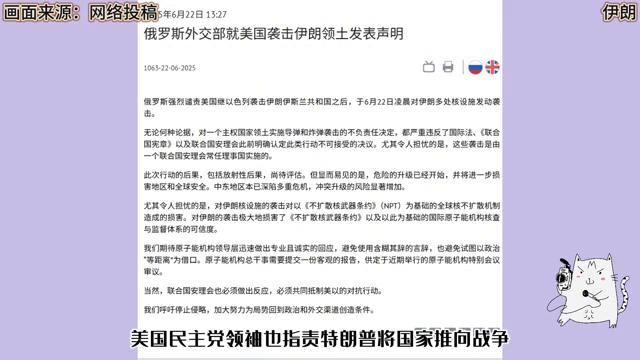 画面来源：网络投稿
伊朗
5年6月22日 13:27
俄罗斯外交部就美国袭击伊朗领土发表声明
1063-22-06-2025
俄罗斯强烈谴责美国继以色列袭击伊朗伊斯兰共和国之后，于6月22日凌晨对伊朗多处核设施发动袭
击。
无论何种论据，对一个主权国家领土实施导弹和炸弹袭击的不负责任决定，都严重违反了国际法、《联合
国宪章》以及联合国安理会此前明确认定此类行动不可接受的决议。尤其令人担忧的是，这些袭击是由
一个联合国安理会常任理事国实施的。
此次行动的后果，包括放射性后果，尚待评估。但显而易见的是，危险的升级已经开始，并将进一步损
害地区和全球安全。中东地区本已深陷多重危机，冲突升级的风险显著增加。
尤其令人担忧的是，对伊朗核设施的袭击对以《不扩散核武器条约》（NPT）为基础的全球核不扩散机制
造成的损害。对伊朗的袭击极大地损害了《不扩散核武器条约》以及以此为基础的国际原子能机构核查
与监督体系的可信度。
我们期待原子能机构领导层迅速做出专业且诚实的回应，避免使用含糊其辞的言辞，也避免试图以政治
“等距离”为借口。原子能机构总干事需要提交一份客观的报告，供定于近期举行的原子能机构特别会议
审议。
当然，联合国安理会也必须做出反应，必须共同抵制美以的对抗行动。
我们呼吁停止侵略，加大努力为局势回到政治和外交渠道创造条件。
美国民主党领袖也指责特朗普将国家推向战争